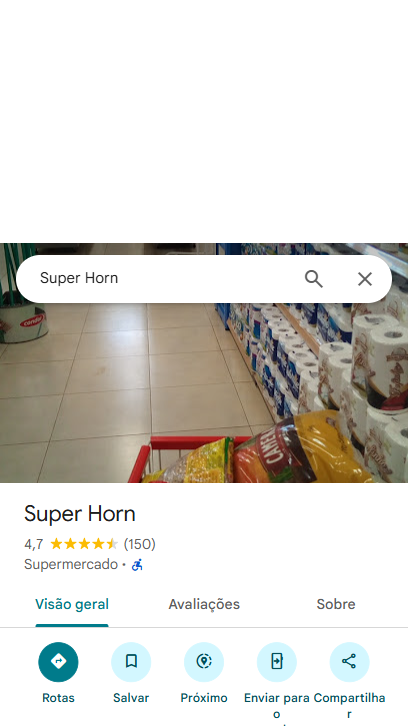 Super Horn
Super Horn
4,7 (150)
Supermercado ·
Visão geral Avaliações Sobre
Rotas Salvar Próximo Enviar para o Compartilhar